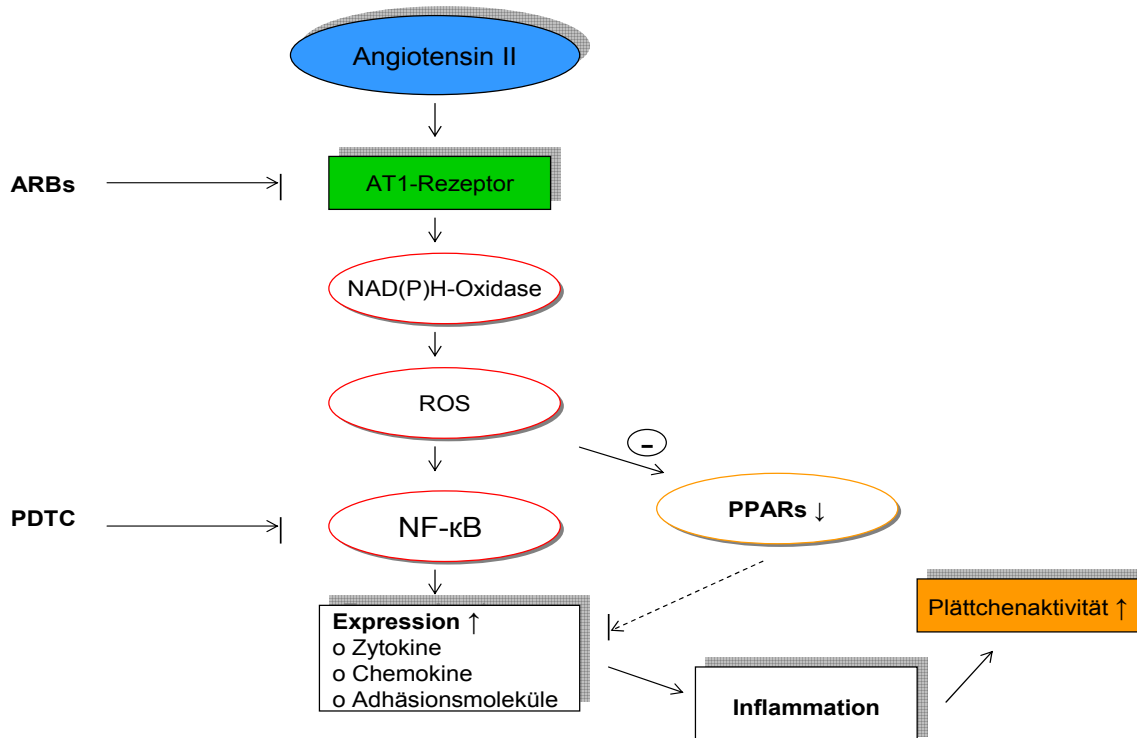 Angiotensin II
ARBs
AT1-Rezeptor
NAD(P)H-Oxidase
ROS
-
PPARs ↓
PDTC
NF-κB
Plättchenaktivität ↑
Expression ↑
o Zytokine
o Chemokine
o Adhäsionsmoleküle
Inflammation